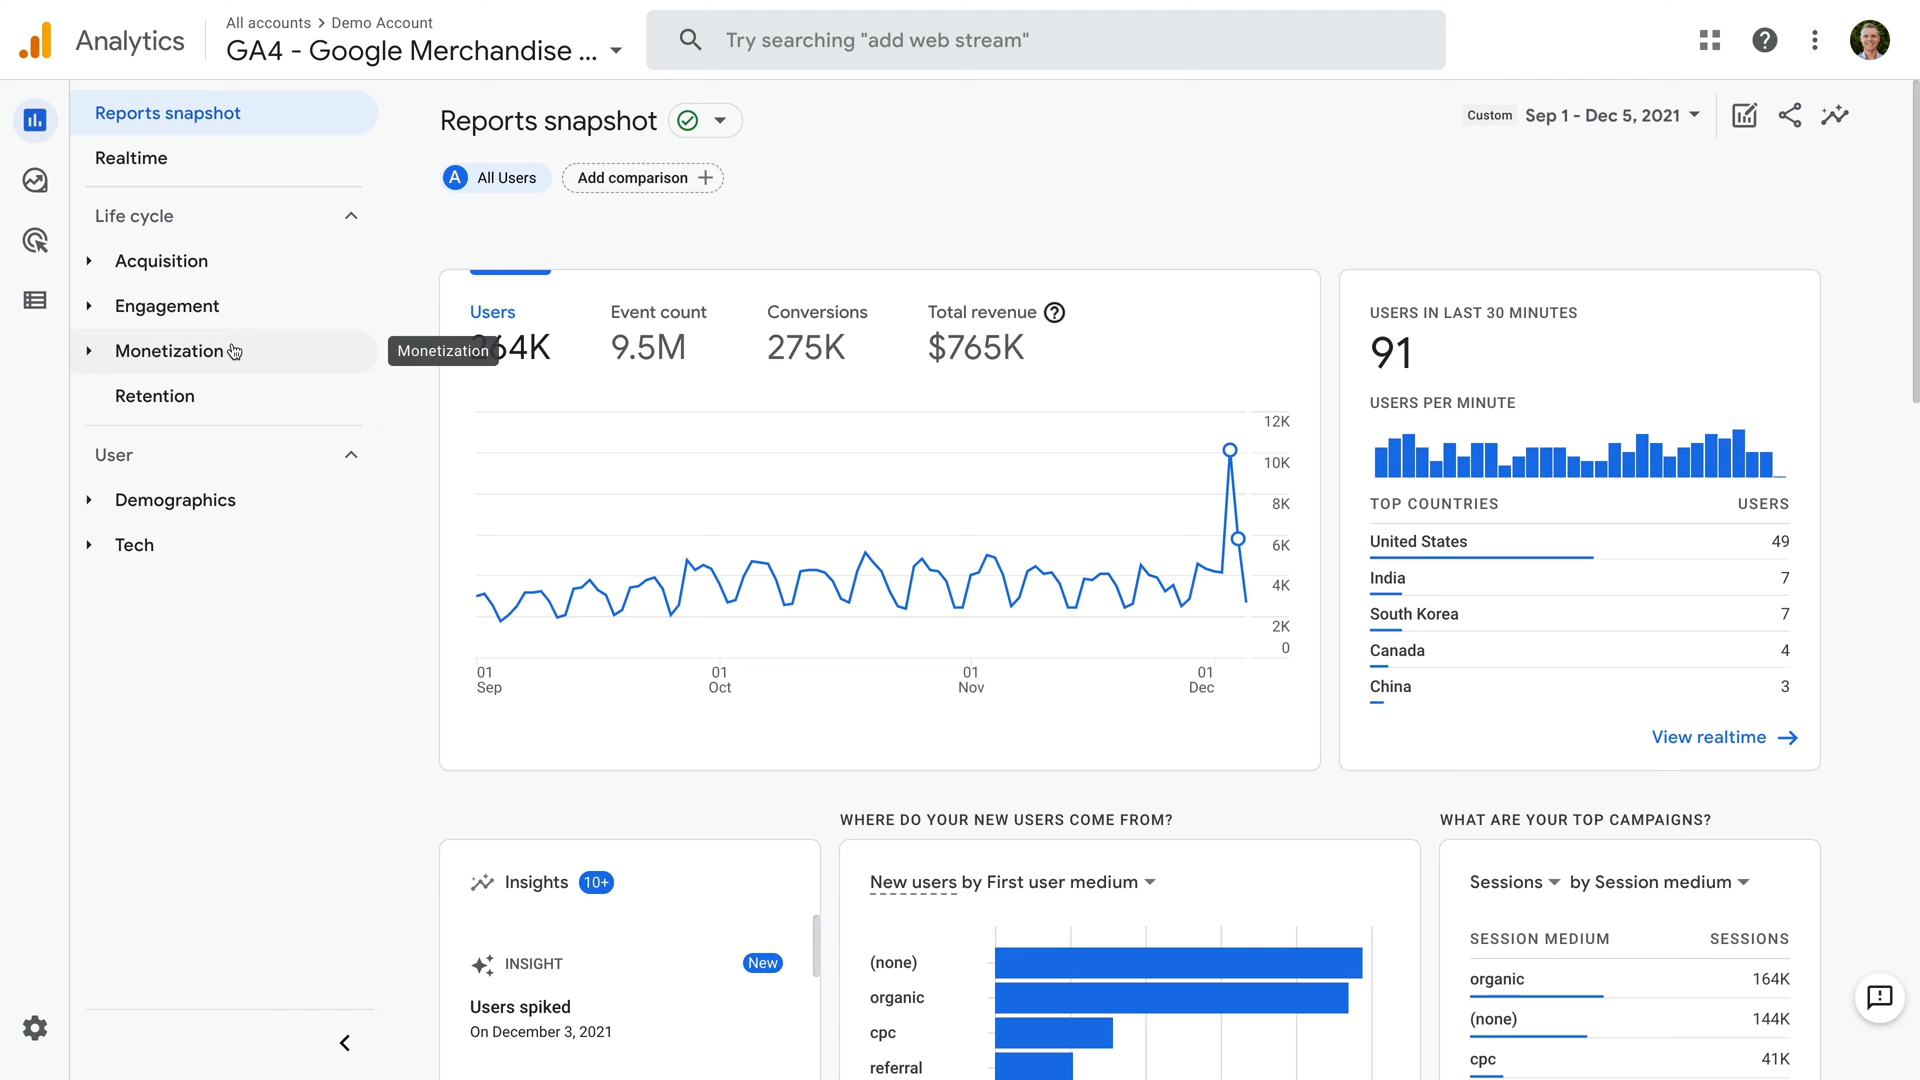 Analytics
All accounts > Demo Account
GA4 - Google Merchandise ...
Try searching "add web stream"
Reports snapshot
Realtime
Life cycle
Acquisition
Engagement
Monetization
Retention
User
Demographics
Tech
Monetization
Reports snapshot
Custom Sep 1 - Dec 5, 2021
A All Users
Add comparison +
Users
264K
Event count
9.5M
Conversions
275K
Total revenue
$765K
12K
10K
8K
6K
4K
2K
0
01
Sep
01
Oct
01
Nov
01
Dec
USERS IN LAST 30 MINUTES
91
USERS PER MINUTE
TOP COUNTRIES USERS
United States 49
India 7
South Korea 7
Canada 4
China 3
View realtime
Insights 10+
INSIGHT New
Users spiked
On December 3, 2021
WHERE DO YOUR NEW USERS COME FROM?
New users by First user medium
(none)
organic
cpc
referral
WHAT ARE YOUR TOP CAMPAIGNS?
Sessions by Session medium
SESSION MEDIUM SESSIONS
organic 164K
(none) 144K
cpc 41K